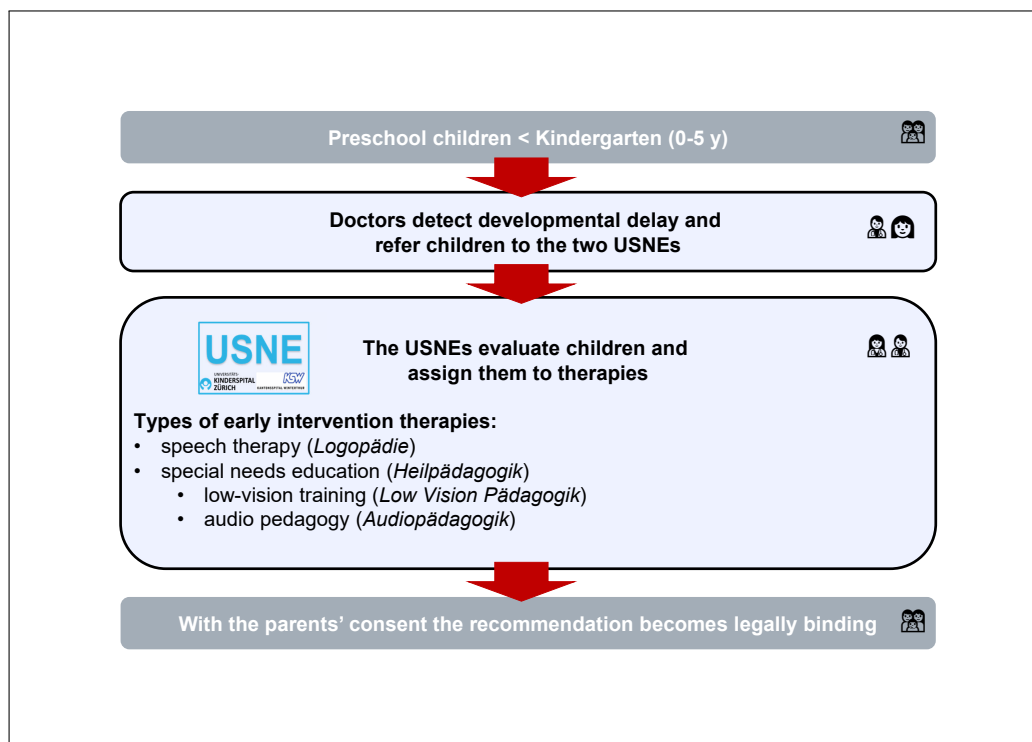 Preschool children < Kindergarten (0-5 y)
Doctors detect developmental delay and
refer children to the two USNEs
USNE
UNIVERSITÄTS-
KINDERSPITAL
ZÜRICH
KSW
KANTONSSPITAL WINTERTHUR
The USNEs evaluate children and
assign them to therapies
Types of early intervention therapies:
• speech therapy (Logopädie)
• special needs education (Heilpädagogik)
• low-vision training (Low Vision Pädagogik)
• audio pedagogy (Audiopädagogik)
With the parents’ consent the recommendation becomes legally binding